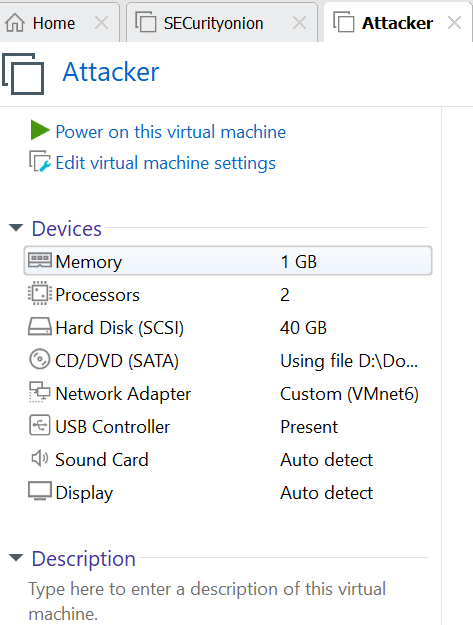 Home
SECurityonion
Attacker
Attacker
Power on this virtual machine
Edit virtual machine settings
Devices
Memory 1 GB
Processors 2
Hard Disk (SCSI) 40 GB
CD/DVD (SATA) Using file D:\Do...
Network Adapter Custom (VMnet6)
USB Controller Present
Sound Card Auto detect
Display Auto detect
Description
Type here to enter a description of this virtual
machine.